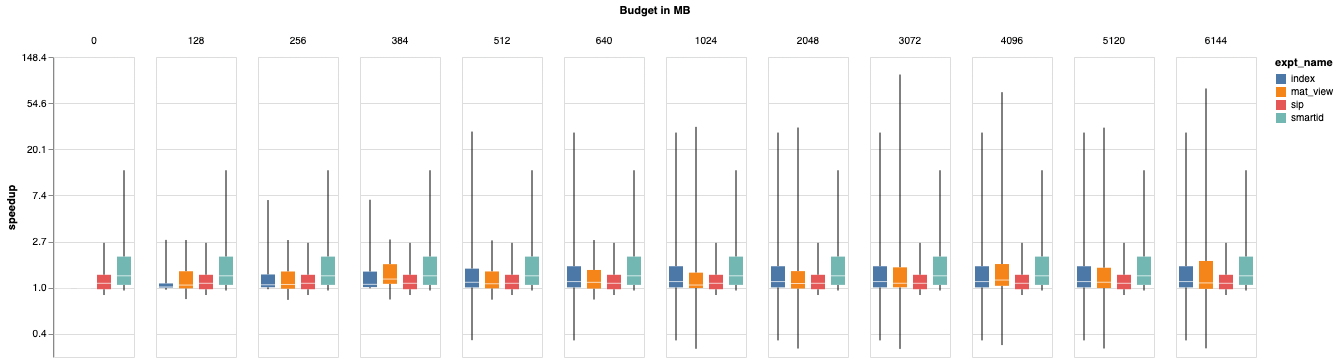 Budget in MB
0 128 256 384 512 640 1024 2048 3072 4096 5120 6144
148.4
54.6
20.1
7.4
2.7
1.0
0.4
speedup
expt_name
index
mat_view
sip
smartid